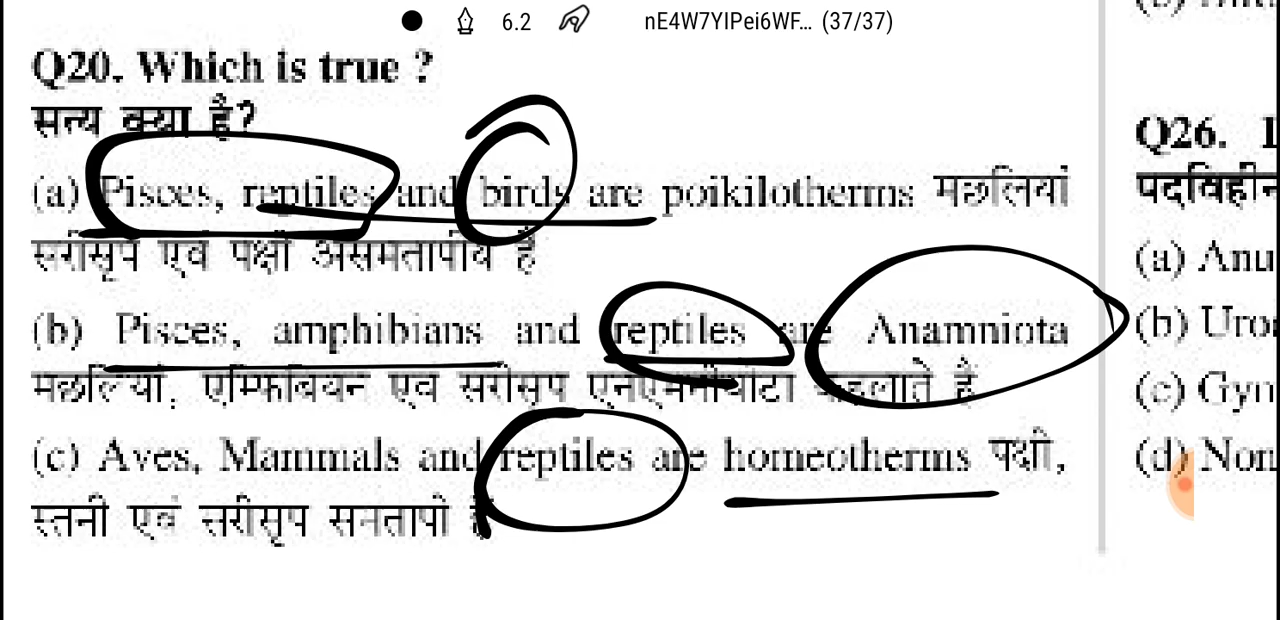 6.2 nE4W7YIPei6WF... (37/37)
Q20. Which is true ?
सत्य क्या है?
(a) Pisces, reptiles and birds are poikilotherms मछलियां
सरीसृप एवं पक्षी असमतापीय हैं
(b) Pisces, amphibians and reptiles are Anamniota
मछलियां, एम्फिबियन एवं सरीसृप एनएमनीयोटा कहलाते हैं
(c) Aves, Mammals and reptiles are homeotherms पक्षी,
स्तनी एवं सरीसृप समतापी
Q26.
पदविहीन
(a) Anu
(b) Uro
(c) Gyn
(d) Non